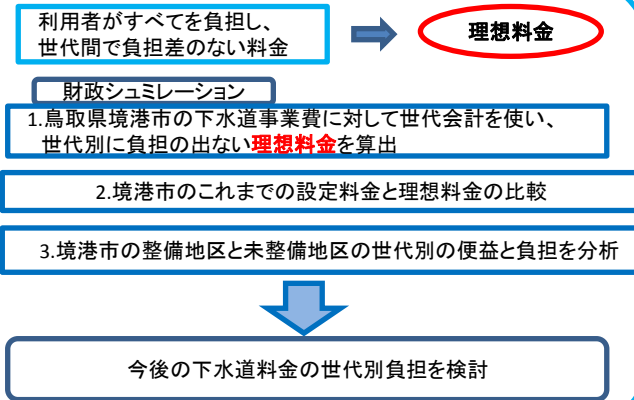 利用者がすべてを負担し、
世代間で負担差のない料金
理想料金
財政シュミレーション
1.鳥取県境港市の下水道事業費に対して世代会計を使い、
世代別に負担の出ない理想料金を算出
2.境港市のこれまでの設定料金と理想料金の比較
3.境港市の整備地区と未整備地区の世代別の便益と負担を分析
今後の下水道料金の世代別負担を検討